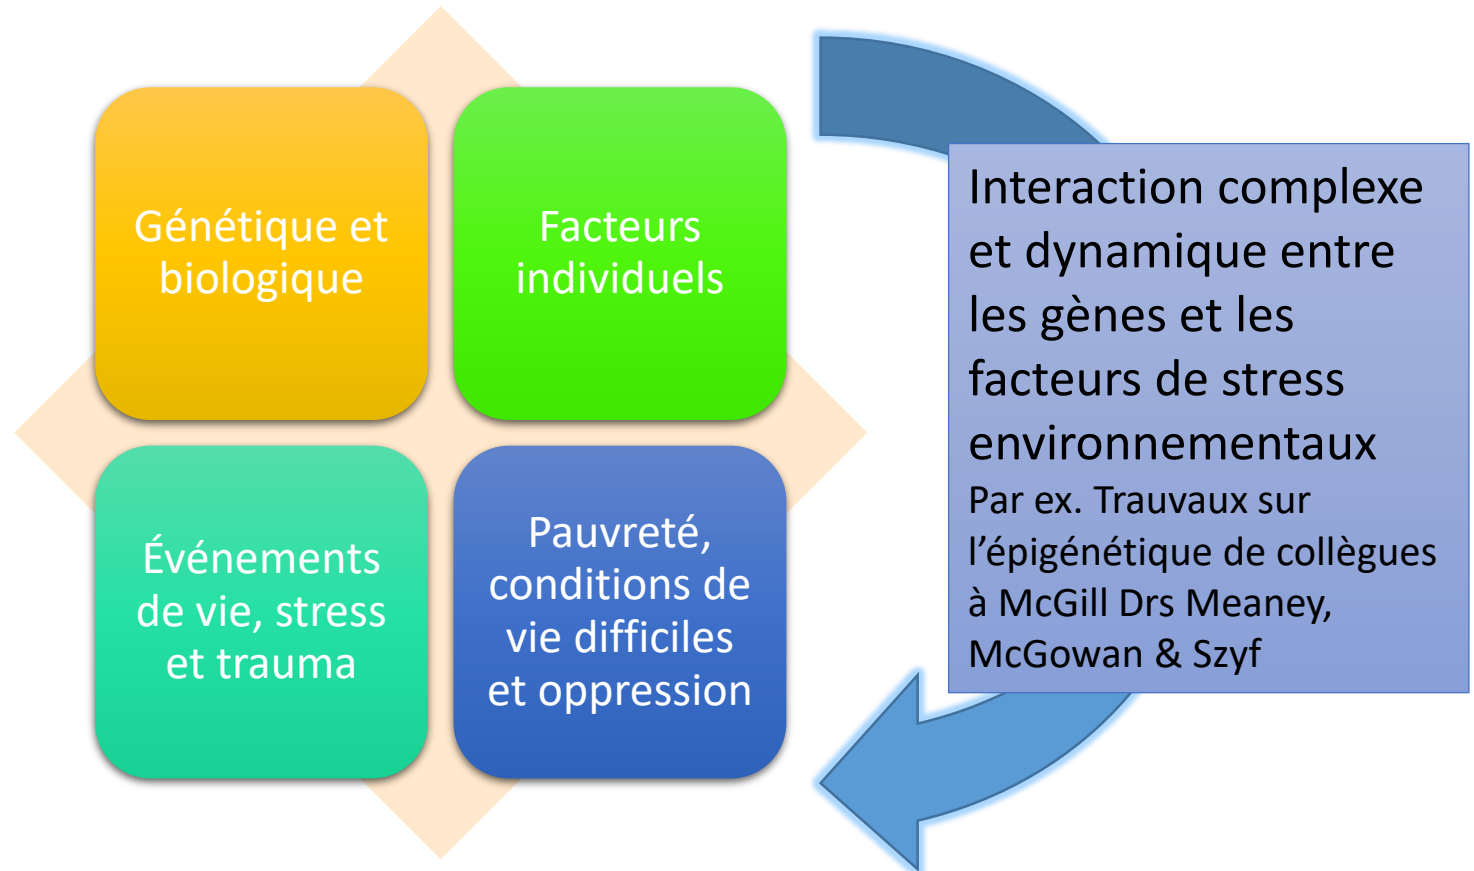 Génétique et
biologique
Facteurs
individuels
Événements
de vie, stress
et trauma
Pauvreté,
conditions de
vie difficiles
et oppression
Interaction complexe
et dynamique entre
les gènes et les
facteurs de stress
environnementaux
Par ex. Trauvaux sur
l’épigénétique de collègues
à McGill Drs Meaney,
McGowan & Szyf